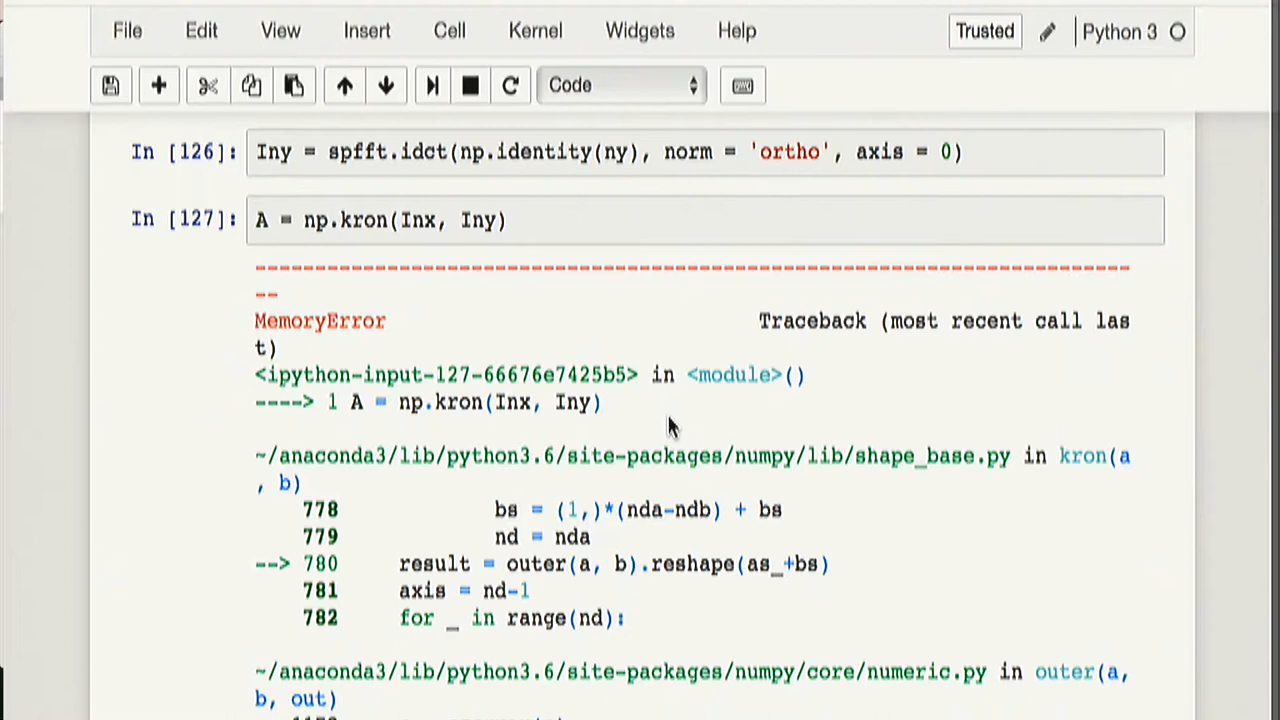 File Edit View Insert Cell Kernel Widgets Help Trusted Python 3
Code
In [126]: Iny = spfft.idct(np.identity(ny), norm = 'ortho', axis = 0)
In [127]: A = np.kron(Inx, Iny)
---------------------------------------------------------------------------
--
MemoryError Traceback (most recent call las
t)
<ipython-input-127-66676e7425b5> in <module>()
----> 1 A = np.kron(Inx, Iny)
~/anaconda3/lib/python3.6/site-packages/numpy/lib/shape_base.py in kron(a
, b)
778 bs = (1,)*(nda-ndb) + bs
779 nd = nda
--> 780 result = outer(a, b).reshape(as_+bs)
781 axis = nd-1
782 for _ in range(nd):
~/anaconda3/lib/python3.6/site-packages/numpy/core/numeric.py in outer(a,
b, out)